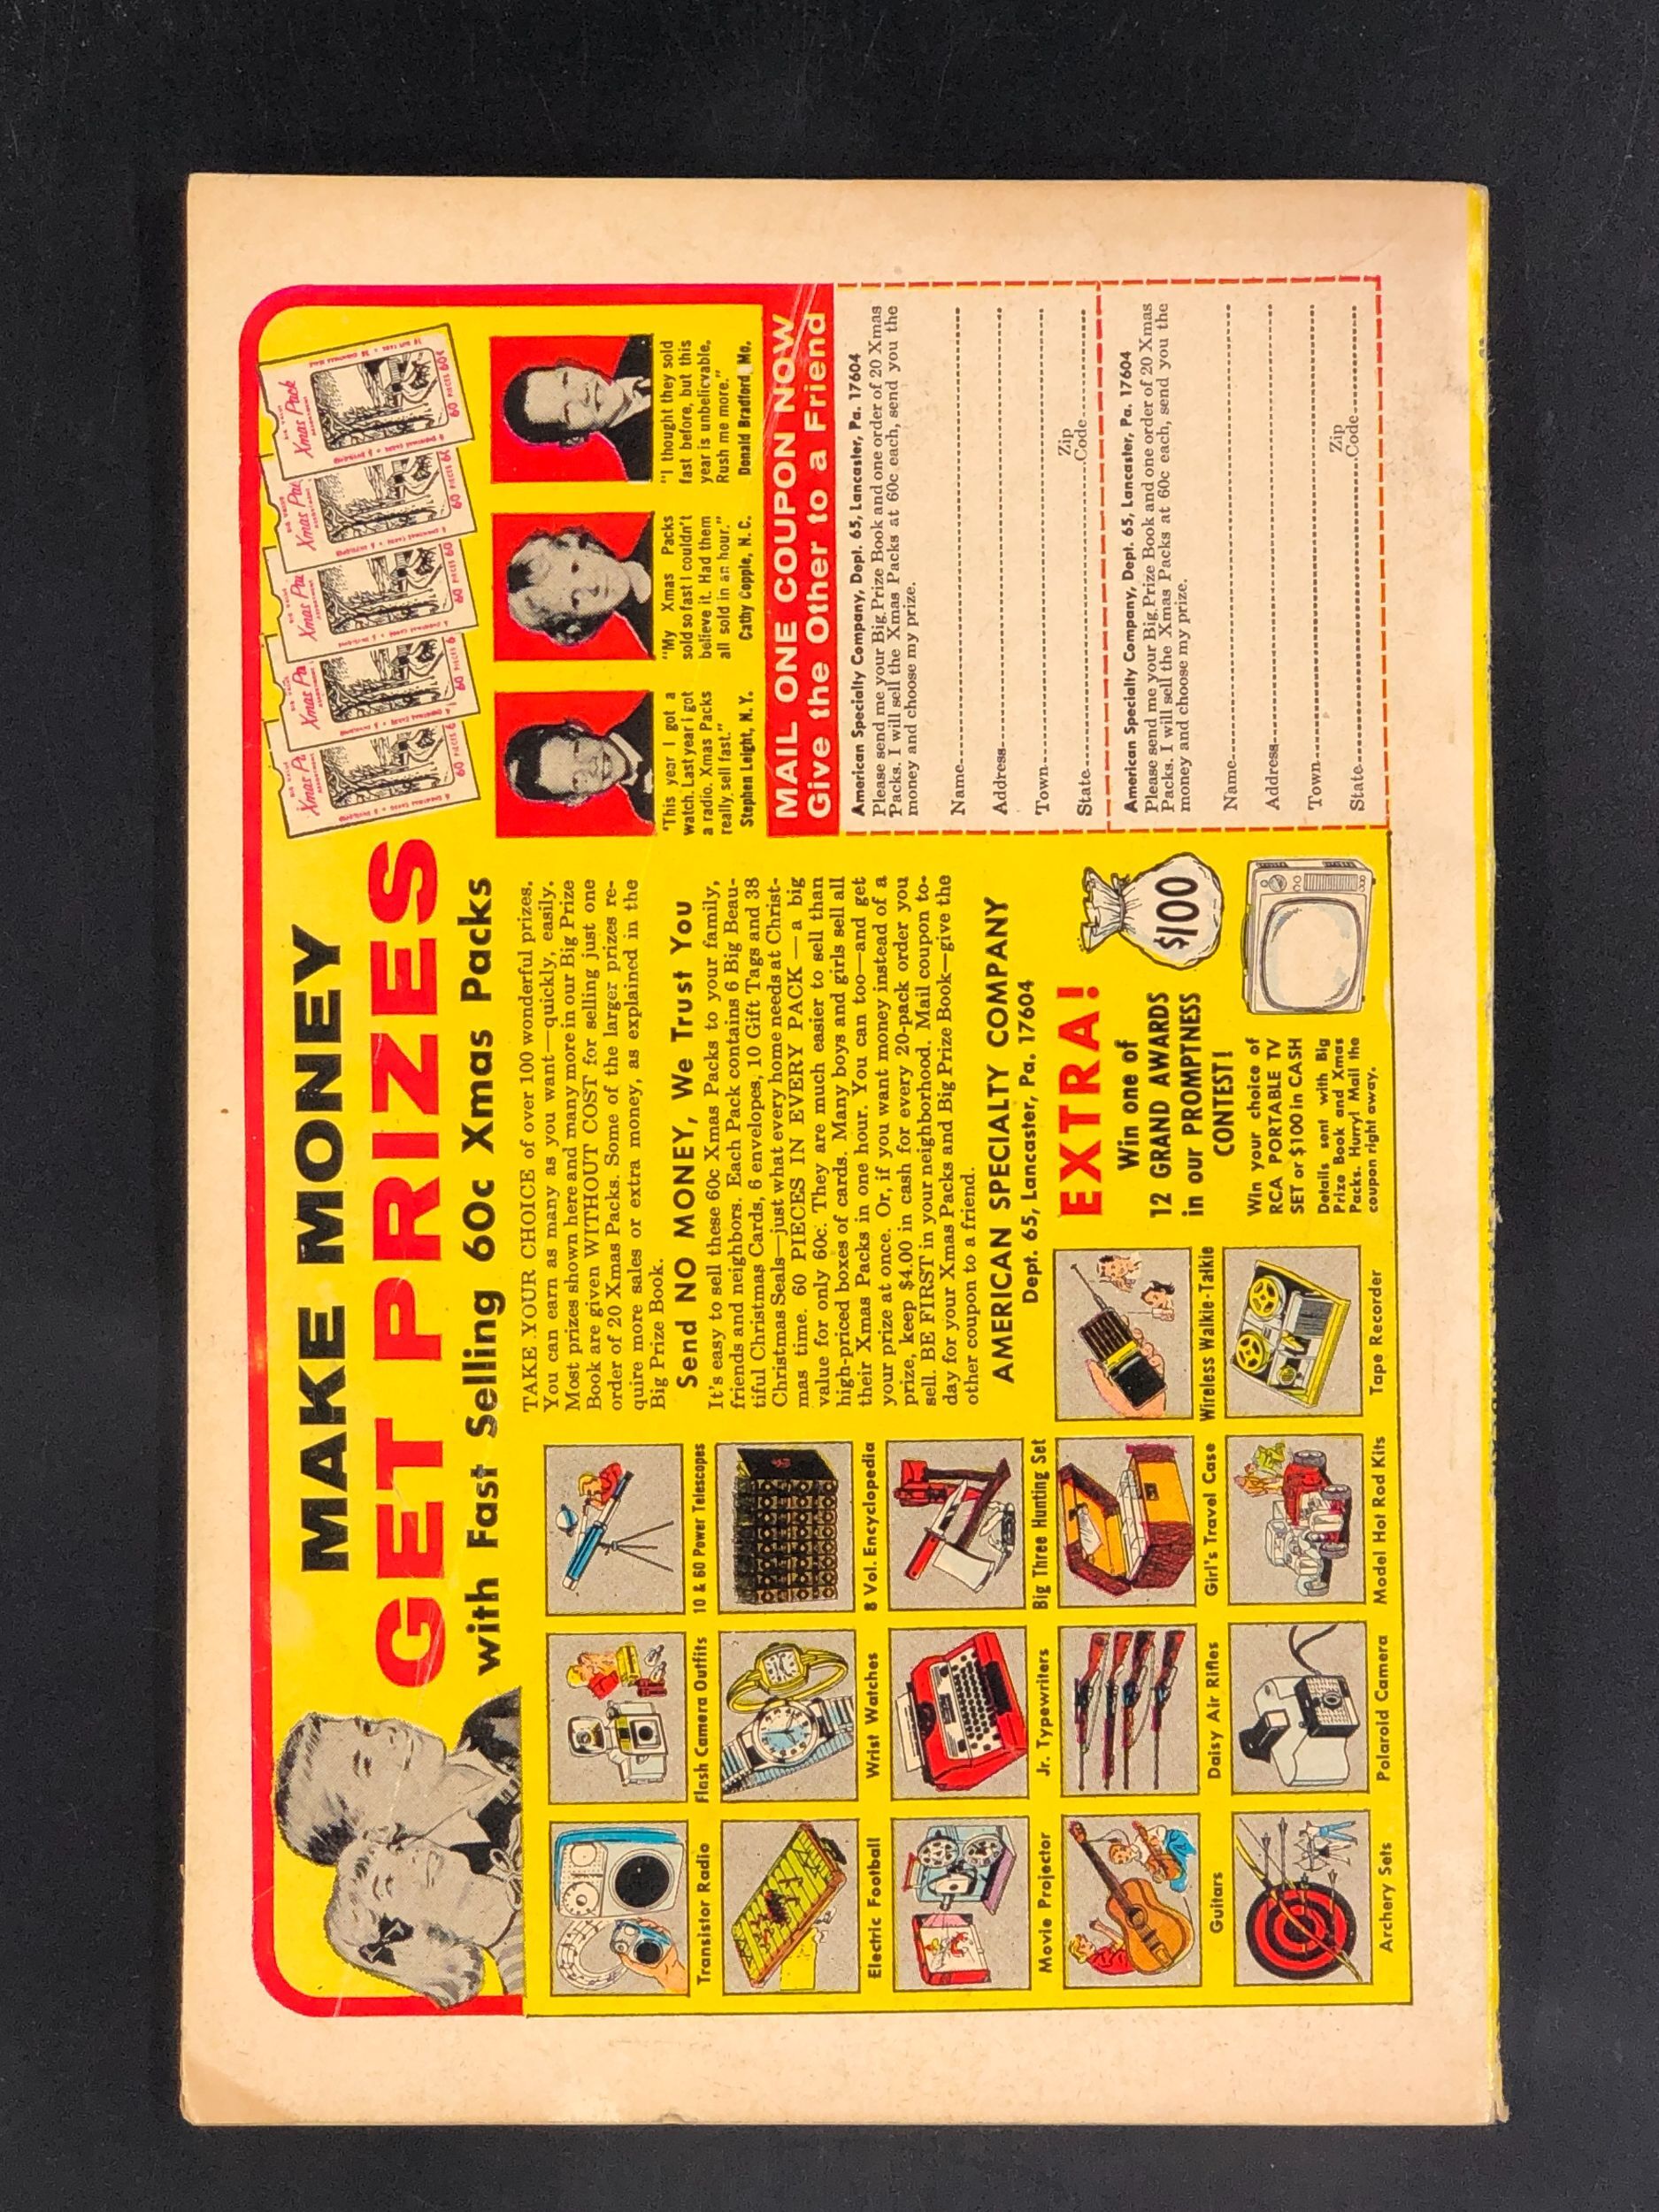 MAKE MONEY
GET PRIZES
with Fast Selling 60c Xmas Packs
TAKE YOUR CHOICE of over 100 wonderful prizes.
You can earn as many as you want—quickly, easily.
Most prizes shown here and many more in our Big Prize
Book are given WITHOUT COST for selling just one
order of 20 Xmas Packs. Some of the larger prizes re-
quire more sales or extra money, as explained in the
Big Prize Book.
Send NO MONEY, We Trust You
It's easy to sell these 60c Xmas Packs to your family,
friends and neighbors. Each Pack contains 6 Big Beau-
tiful Christmas Cards, 6 envelopes, 10 Gift Tags and 38
Christmas Seals—just what every home needs at Christ-
mas time. 60 PIECES IN EVERY PACK — a big
value for only 60c. They are much easier to sell than
high-priced boxes of cards. Many boys and girls sell all
their Xmas Packs in one hour. You can too—and get
your prize at once. Or, if you want money instead of a
prize, keep $4.00 in cash for every 20-pack order you
sell. BE FIRST in your neighborhood. Mail coupon to-
day for your Xmas Packs and Big Prize Book—give the
other coupon to a friend.
AMERICAN SPECIALTY COMPANY
Dept. 65, Lancaster, Pa. 17604
Transistor Radio
Flash Camera Outfits
10 & 60 Power Telescopes
Electric Football
Wrist Watches
8 Vol. Encyclopedia
Movie Projector
Jr. Typewriters
Big Three Hunting Set
Guitars
Daisy Air Rifles
Girl's Travel Case
Wireless Walkie-Talkie
Archery Sets
Polaroid Camera
Model Hot Rod Kits
Tape Recorder
EXTRA!
Win one of
12 GRAND AWARDS
in our PROMPTNESS
CONTEST!
$100
Win your choice of
RCA PORTABLE TV
SET or $100 in CASH
Details sent with Big
Prize Book and Xmas
Packs. Hurry! Mail the
coupon right away.
Xmas Pa
60 PIECES 6
Xmas Pa
60 PIECES 6
Xmas Pa
60 PIECES 60
Xmas Pac
60 PIECES 6
Xmas Pack
60 PIECES 60¢
"This year I got a
watch. Last year I got
a radio. Xmas Packs
really sell fast."
Stephen Leight, N.Y.
"My Xmas Packs
sold so fast I couldn't
believe it. Had them
all sold in an hour."
Cathy Copple, N. C.
"I thought they sold
fast before, but this
year is unbelievable.
Rush me more."
Donald Bradford, Mo.
MAIL ONE COUPON NOW
Give the Other to a Friend
American Specialty Company, Dept. 65, Lancaster, Pa. 17604
Please send me your Big Prize Book and one order of 20 Xmas
Packs. I will sell the Xmas Packs at 60c each, send you the
money and choose my prize.
Name
Address
Town
State Zip Code
American Specialty Company, Dept. 65, Lancaster, Pa. 17604
Please send me your Big Prize Book and one order of 20 Xmas
Packs. I will sell the Xmas Packs at 60c each, send you the
money and choose my prize.
Name
Address
Town
State Zip Code